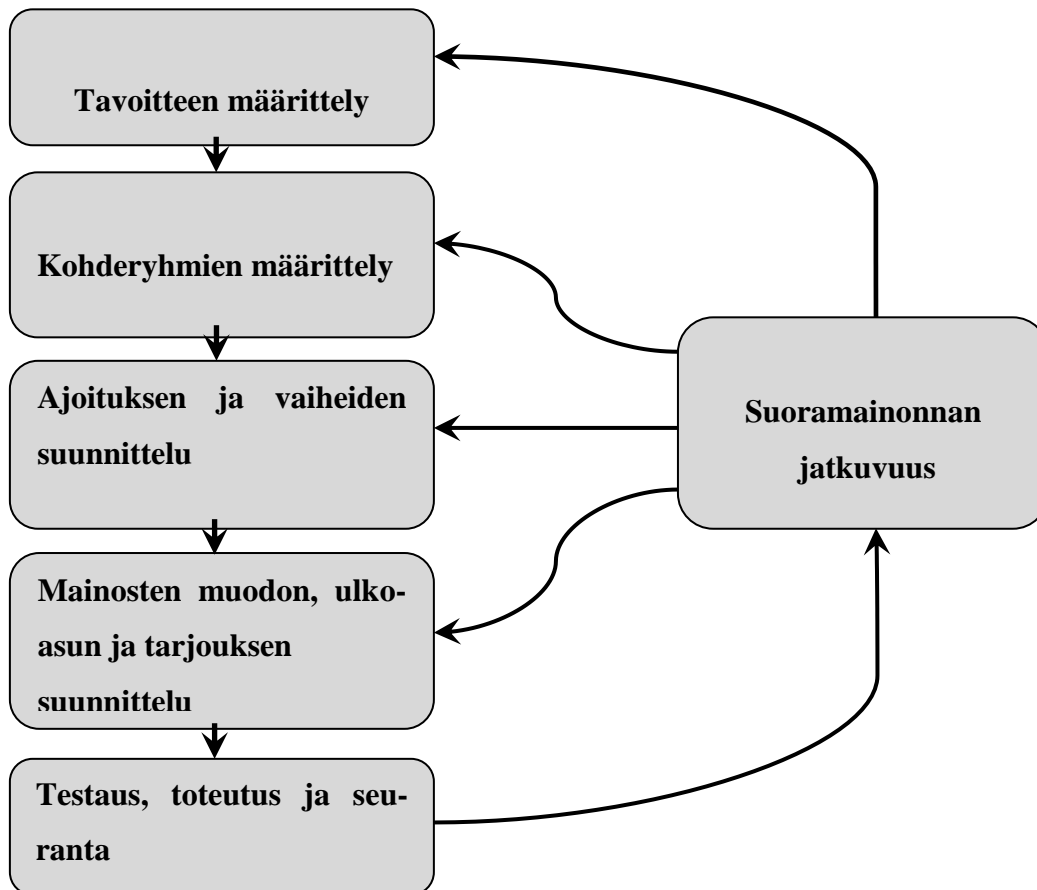 Tavoitteen määrittely
Kohderyhmien määrittely
Ajoituksen ja vaiheiden
suunnittelu
Mainosten muodon, ulko-
asun ja tarjouksen
suunnittelu
Testaus, toteutus ja seu-
ranta
Suoramainonnan
jatkuvuus